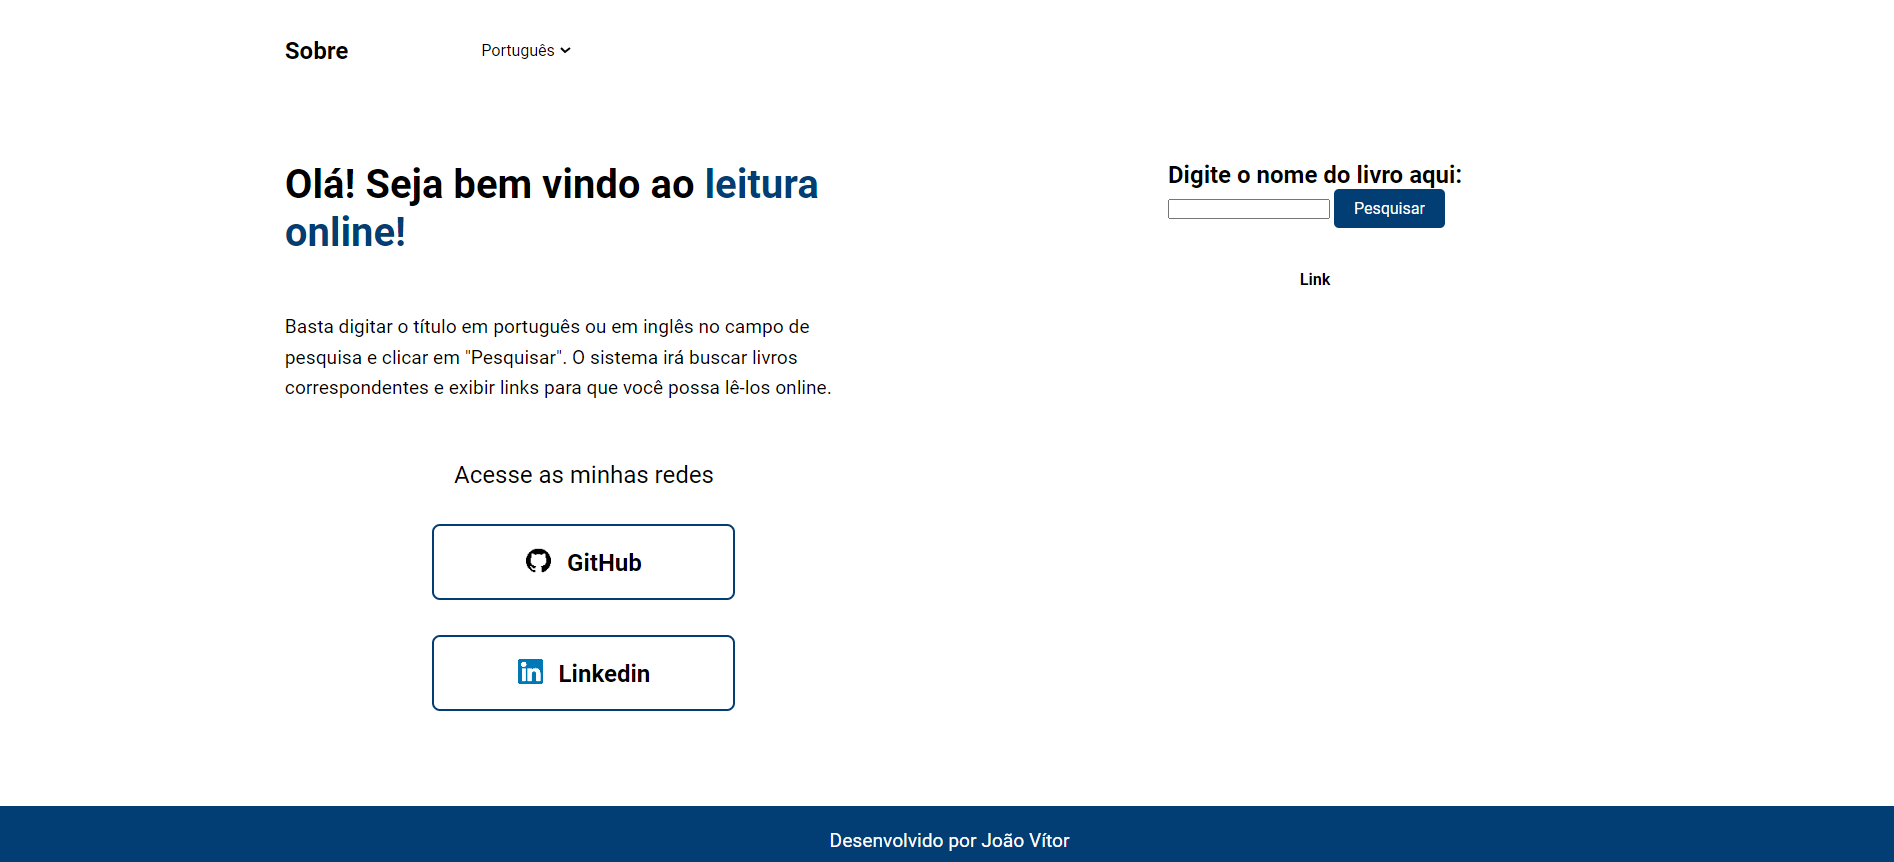 Sobre
Português
Olá! Seja bem vindo ao leitura
online!
Basta digitar o título em português ou em inglês no campo de
pesquisa e clicar em "Pesquisar". O sistema irá buscar livros
correspondentes e exibir links para que você possa lê-los online.
Acesse as minhas redes
GitHub
Linkedin
Digite o nome do livro aqui:
Pesquisar
Link
Desenvolvido por João Vítor